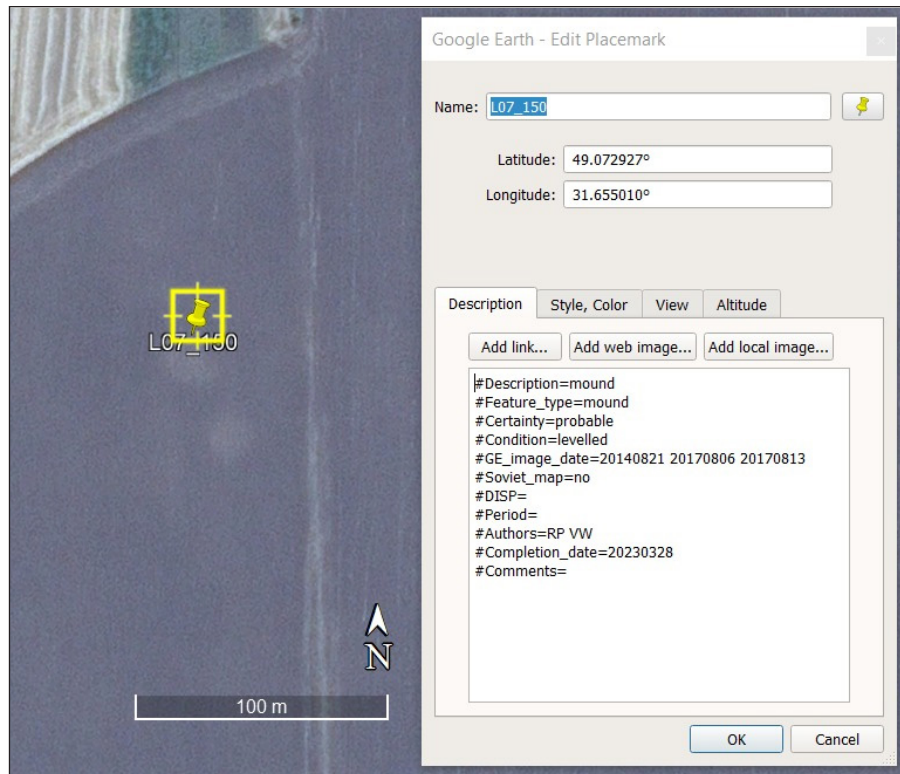 Google Earth - Edit Placemark
Name: L07_150
Latitude: 49.072927º
Longitude: 31.655010º
Description Style, Color View Altitude
Add link... Add web image... Add local image...
#Description=mound
#Feature_type=mound
#Certainty=probable
#Condition=levelled
#GE_image_date=20140821 20170806 20170813
#Soviet_map=no
#DISP=
#Period=
#Authors=RP VW
#Completion_date=20230328
#Comments=
OK Cancel
L07_150
N
100 m